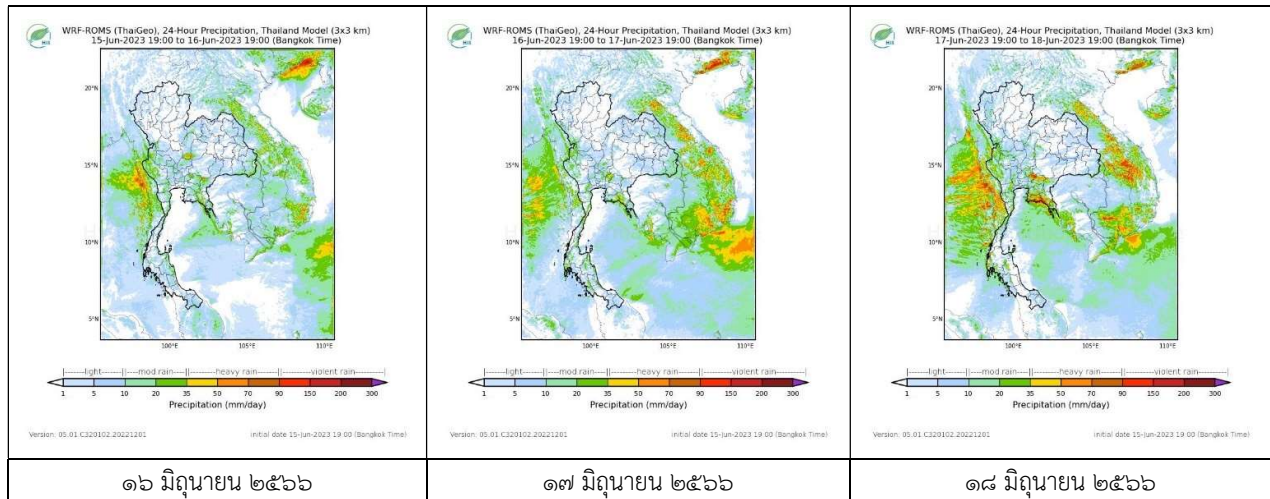 WRF-ROMS (ThaiGeo), 24-Hour Precipitation, Thailand Model (3x3 km)
15-Jun-2023 19:00 to 16-Jun-2023 19:00 (Bangkok Time)
20°N
15°N
10°N
5°N
100°E 105°E 110°E
|--------light-------||----mod rain----||-------heavy rain-------||-----------violent rain---------
1 5 10 20 35 50 70 90 150 200 300
Precipitation (mm/day)
Version: 05.01.C320102.20221201 initial date 15-Jun-2023 19:00 (Bangkok Time)
๑๖ มิถุนายน ๒๕๖๖
WRF-ROMS (ThaiGeo), 24-Hour Precipitation, Thailand Model (3x3 km)
16-Jun-2023 19:00 to 17-Jun-2023 19:00 (Bangkok Time)
20°N
15°N
10°N
5°N
100°E 105°E 110°E
|--------light-------||----mod rain----||-------heavy rain-------||-----------violent rain---------
1 5 10 20 35 50 70 90 150 200 300
Precipitation (mm/day)
Version: 05.01.C320102.20221201 initial date 15-Jun-2023 19:00 (Bangkok Time)
๑๗ มิถุนายน ๒๕๖๖
WRF-ROMS (ThaiGeo), 24-Hour Precipitation, Thailand Model (3x3 km)
17-Jun-2023 19:00 to 18-Jun-2023 19:00 (Bangkok Time)
20°N
15°N
10°N
5°N
100°E 105°E 110°E
|--------light-------||----mod rain----||-------heavy rain-------||-----------violent rain---------
1 5 10 20 35 50 70 90 150 200 300
Precipitation (mm/day)
Version: 05.01.C320102.20221201 initial date 15-Jun-2023 19:00 (Bangkok Time)
๑๘ มิถุนายน ๒๕๖๖